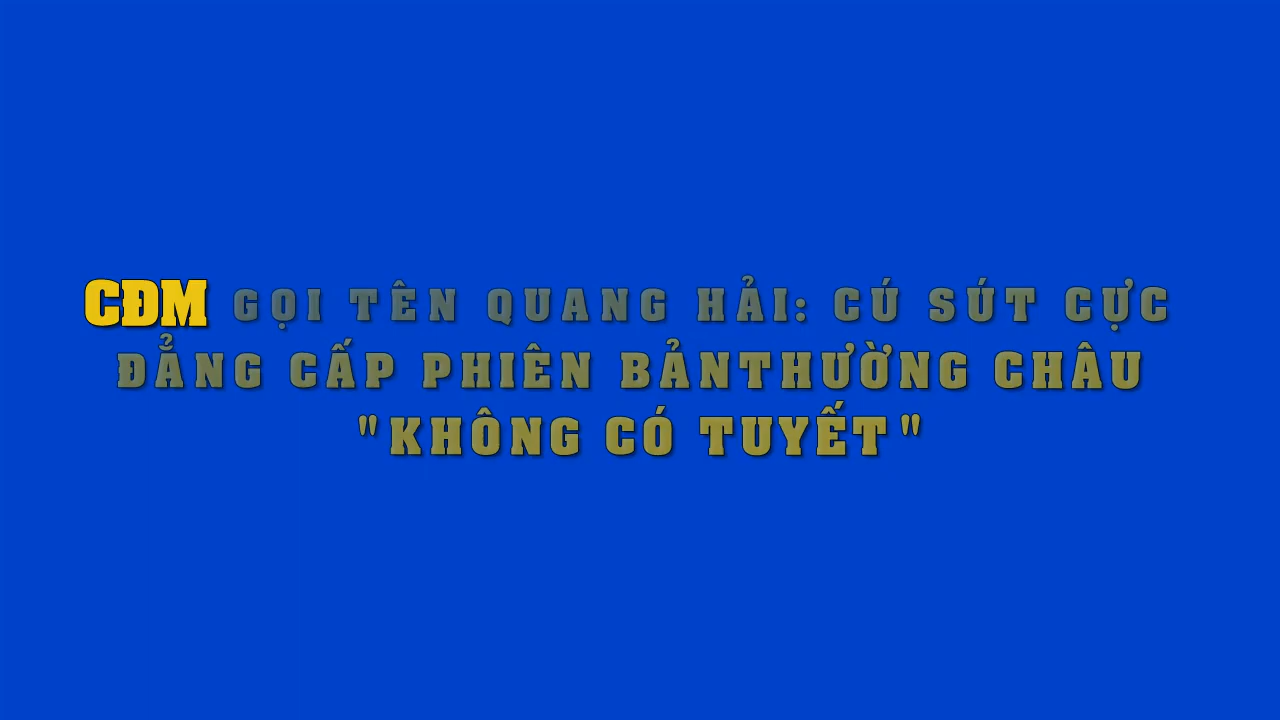 CĐM GỌI TÊN QUANG HẢI: CÚ SÚT CỰC
ĐẲNG CẤP PHIÊN BẢNTHƯỜNG CHÂU
"KHÔNG CÓ TUYẾT"